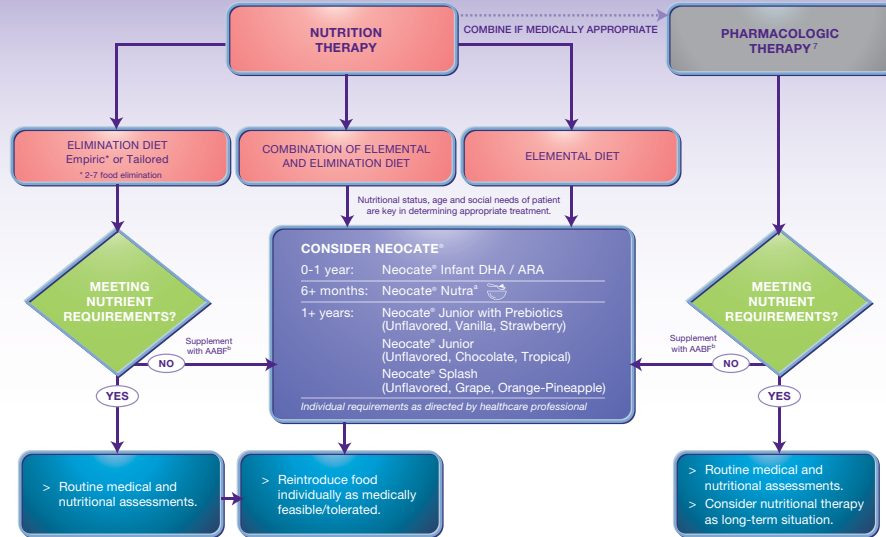 NUTRITION
THERAPY
COMBINE IF MEDICALLY APPROPRIATE
PHARMACOLOGIC
THERAPY⁷
ELIMINATION DIET
Empiric* or Tailored
* 2-7 food elimination
COMBINATION OF ELEMENTAL
AND ELIMINATION DIET
ELEMENTAL DIET
Nutritional status, age and social needs of patient
are key in determining appropriate treatment.
MEETING
NUTRIENT
REQUIREMENTS?
Supplement
with AABFᵇ
NO
YES
CONSIDER NEOCATE®
0-1 year: Neocate® Infant DHA / ARA
6+ months: Neocate® Nutraᵃ
1+ years: Neocate® Junior with Prebiotics
(Unflavored, Vanilla, Strawberry)
Neocate® Junior
(Unflavored, Chocolate, Tropical)
Neocate® Splash
(Unflavored, Grape, Orange-Pineapple)
Individual requirements as directed by healthcare professional
MEETING
NUTRIENT
REQUIREMENTS?
Supplement
with AABFᵇ
NO
YES
> Routine medical and
nutritional assessments.
> Reintroduce food
individually as medically
feasible/tolerated.
> Routine medical and
nutritional assessments.
> Consider nutritional therapy
as long-term situation.